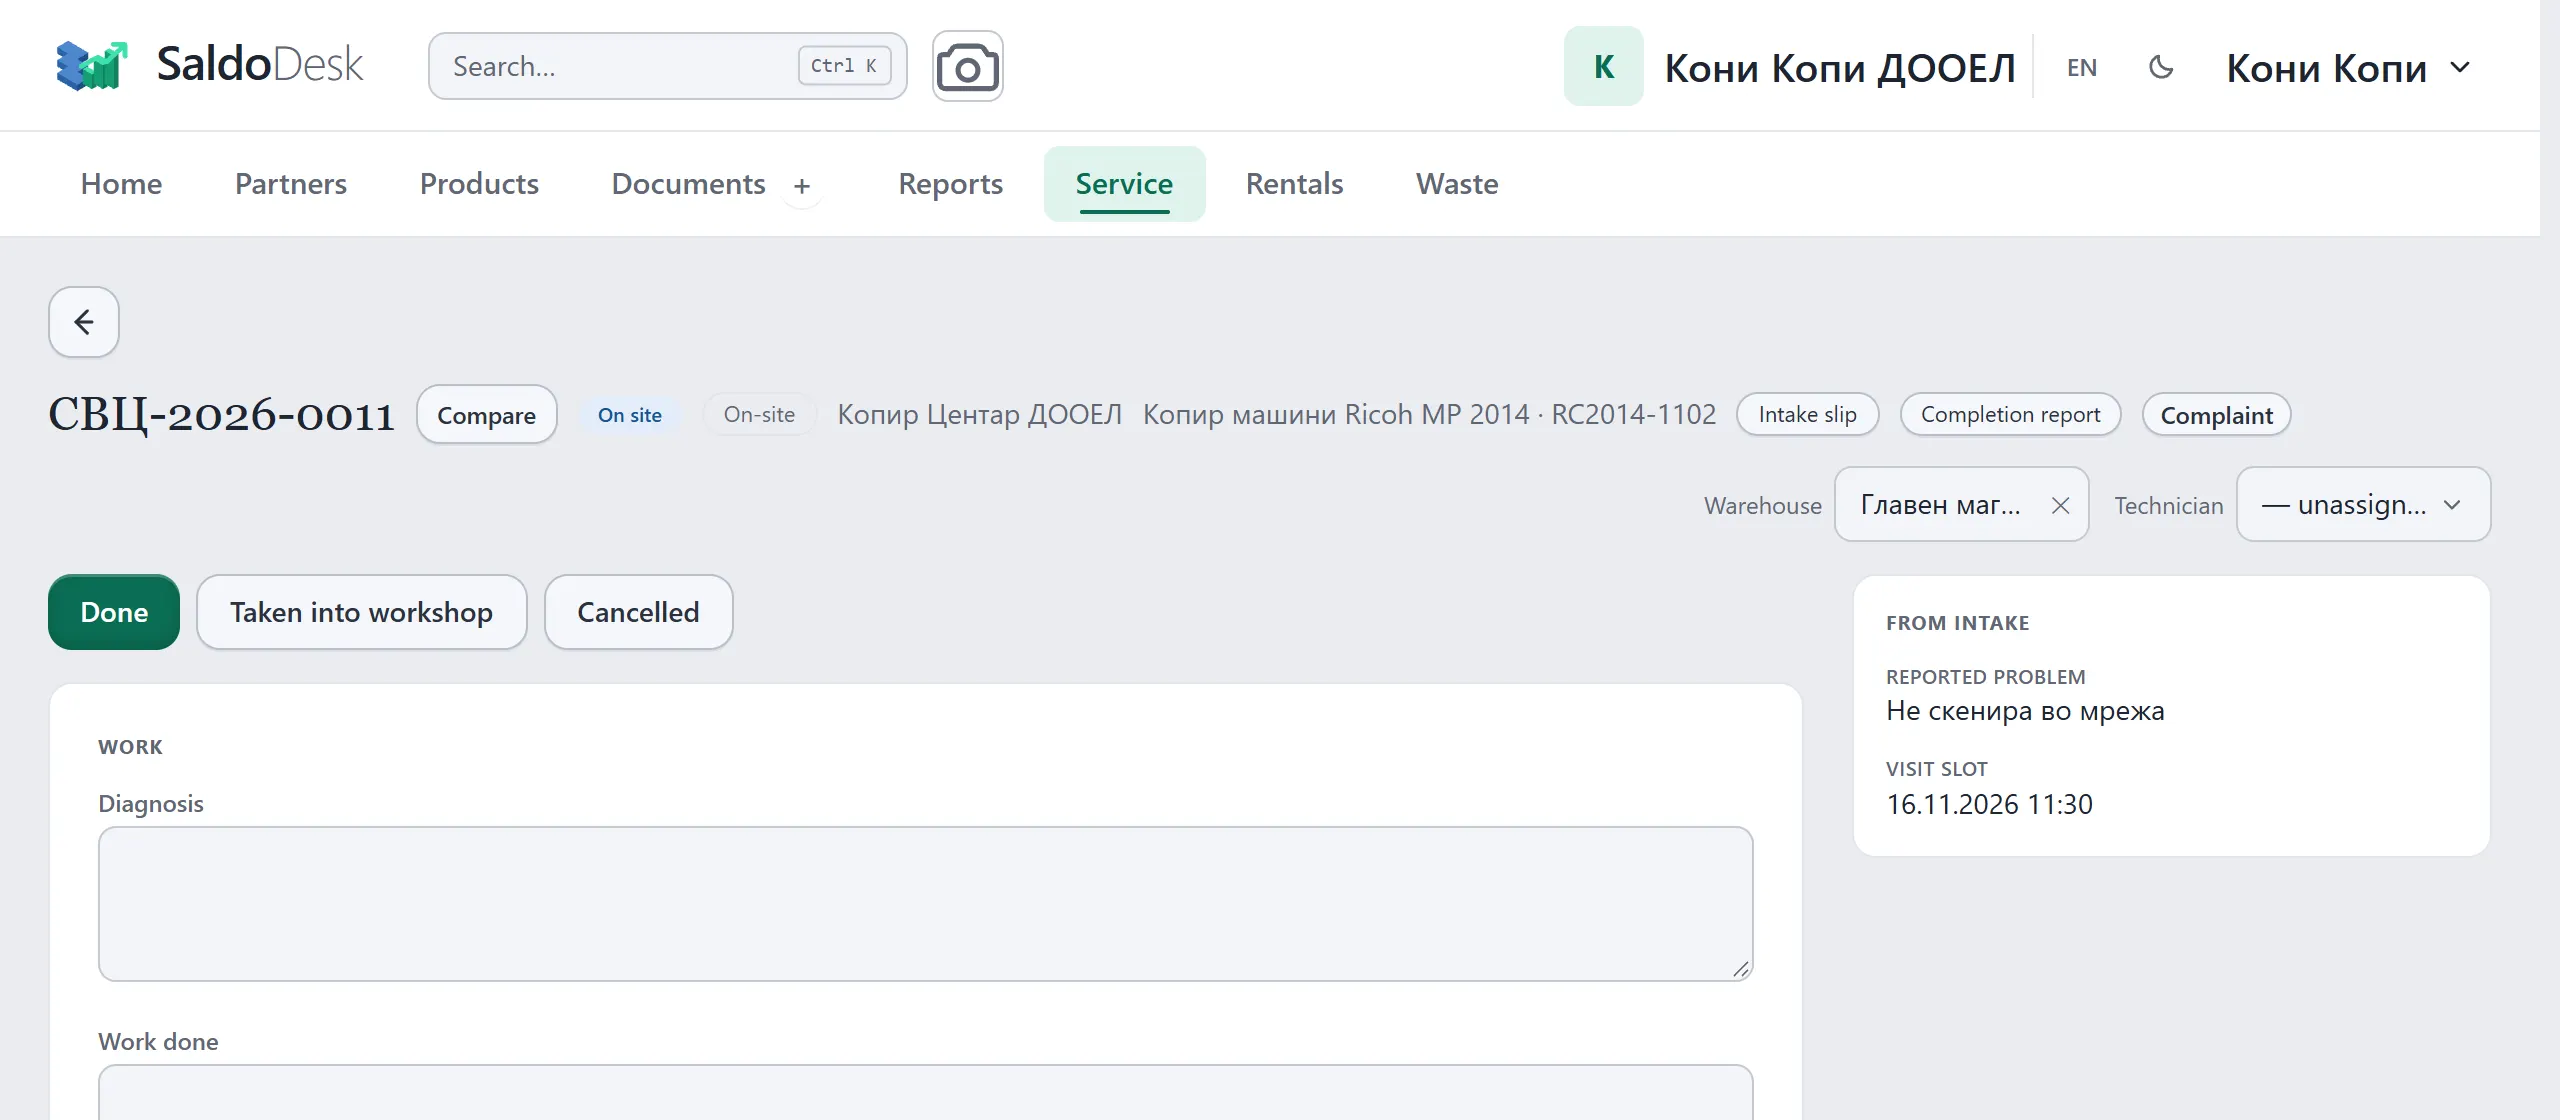 SaldoDesk
Search...
Ctrl K
K
Кони Копи ДООЕЛ
EN
Кони Копи
Home
Partners
Products
Documents +
Reports
Service
Rentals
Waste
СВЦ-2026-0011
Compare
On site
On-site
Копир Центар ДООЕЛ
Копир машини Ricoh MP 2014 · RC2014-1102
Intake slip
Completion report
Complaint
Warehouse
Главен маг...
Technician
— unassign...
Done
Taken into workshop
Cancelled
WORK
Diagnosis
Work done
FROM INTAKE
REPORTED PROBLEM
Не скенира во мрежа
VISIT SLOT
16.11.2026 11:30